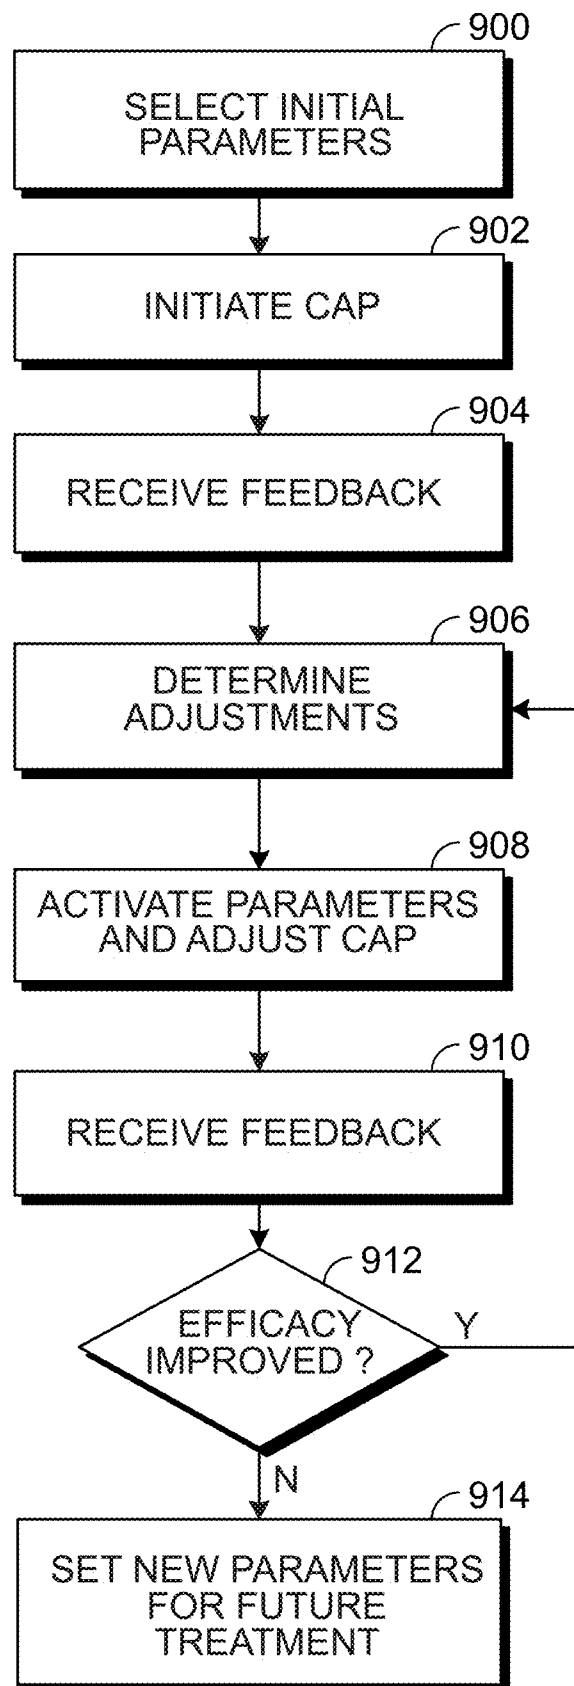 900
SELECT INITIAL
PARAMETERS
902
INITIATE CAP
904
RECEIVE FEEDBACK
906
DETERMINE
ADJUSTMENTS
908
ACTIVATE PARAMETERS
AND ADJUST CAP
910
RECEIVE FEEDBACK
912
EFFICACY
IMPROVED ?
Y
N
914
SET NEW PARAMETERS
FOR FUTURE
TREATMENT